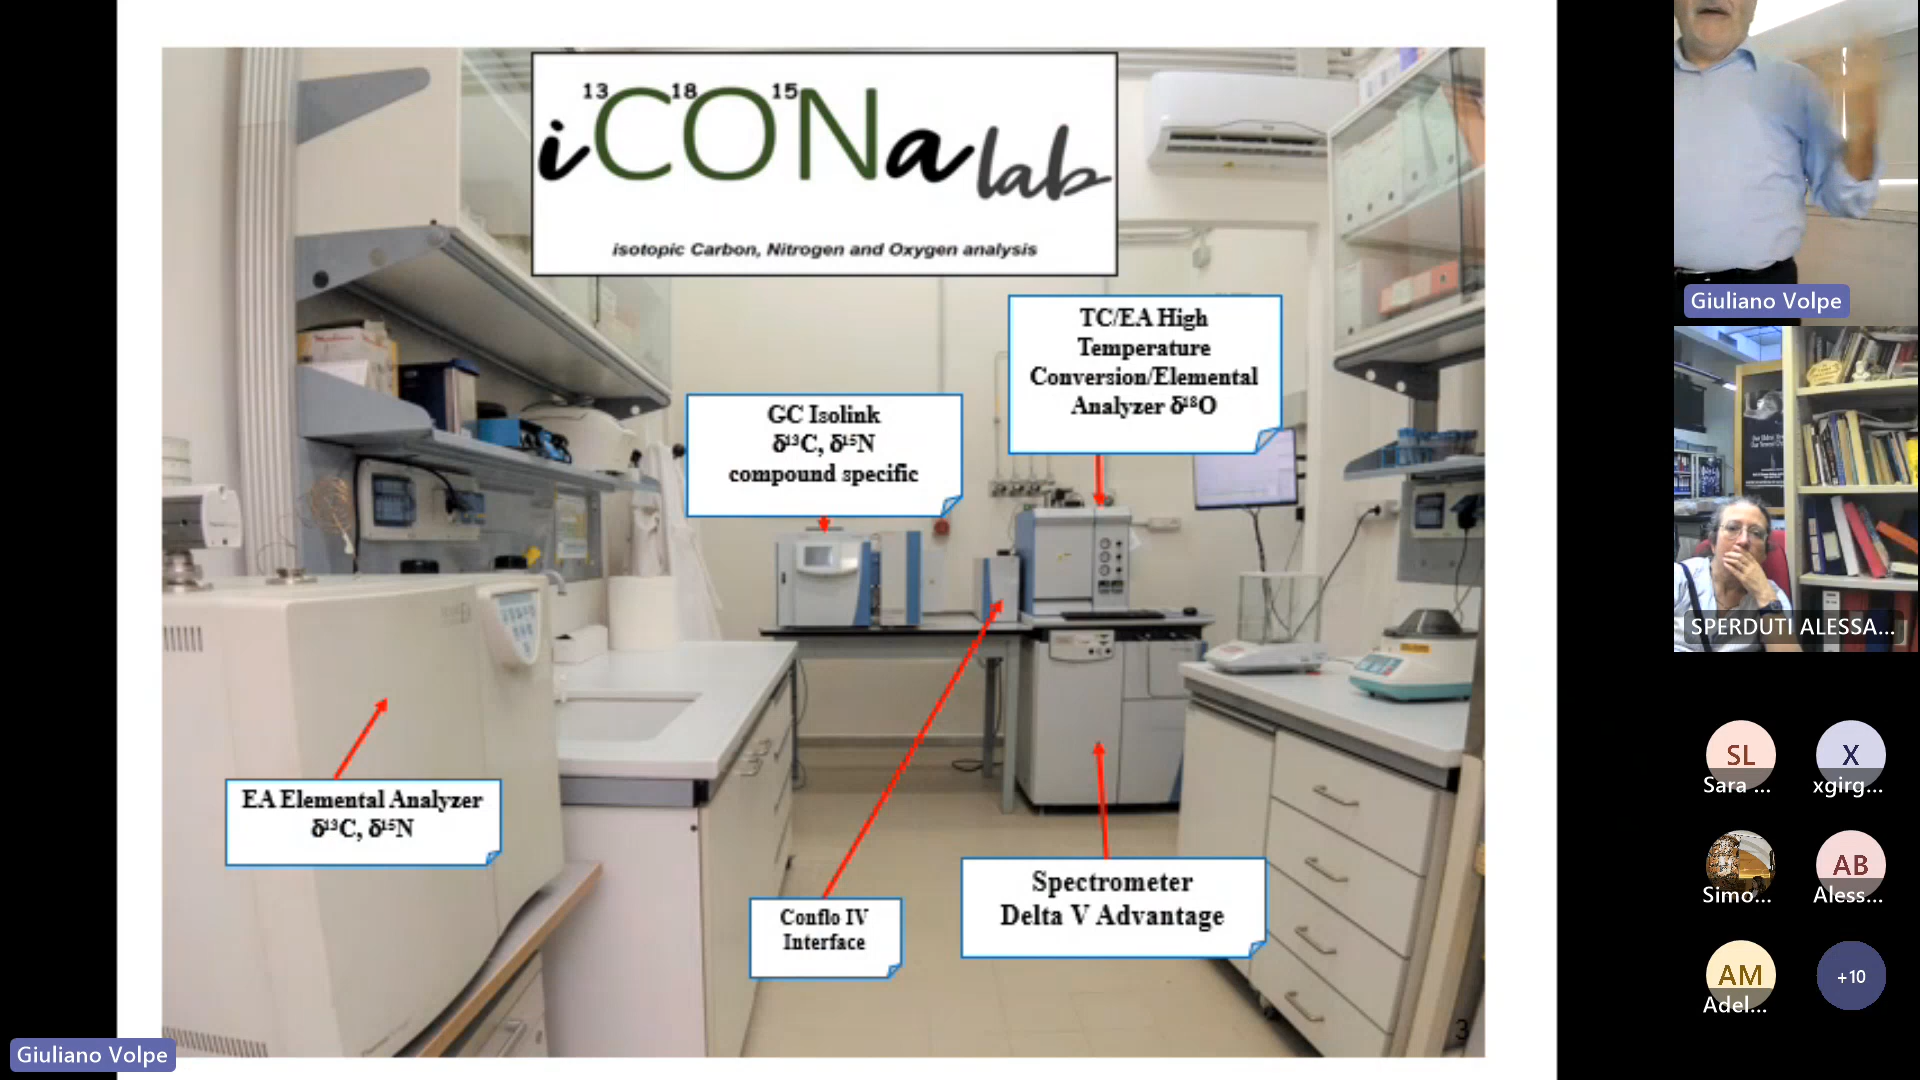 13 18 15
iCONa lab
isotopic Carbon, Nitrogen and Oxygen analysis
TC/EA High
Temperature
Conversion/Elemental
Analyzer δ¹⁸O
GC Isolink
δ¹³C, δ¹⁵N
compound specific
EA Elemental Analyzer
δ¹³C, δ¹⁵N
Conflo IV
Interface
Spectrometer
Delta V Advantage
3
Giuliano Volpe
Giuliano Volpe
SPERDUTI ALESSA...
SL
Sara ...
X
xgirg...
Simo...
AB
Aless...
AM
Adel...
+10